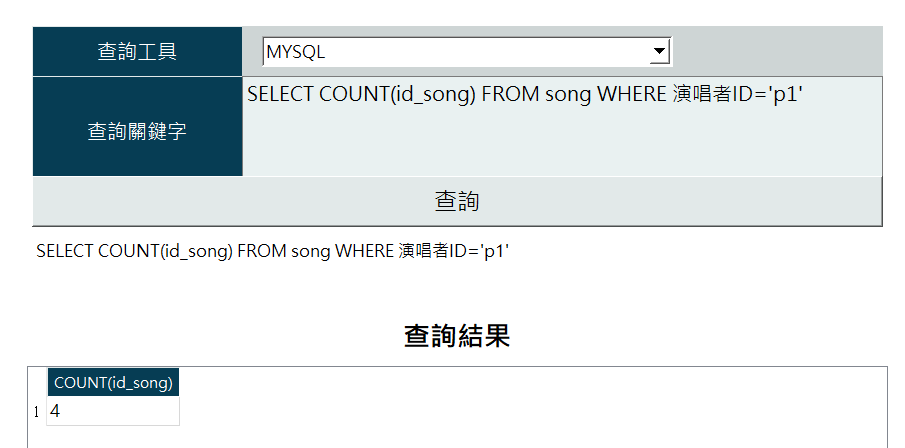 查詢工具 MYSQL
查詢關鍵字 SELECT COUNT(id_song) FROM song WHERE 演唱者ID='p1'
查詢
SELECT COUNT(id_song) FROM song WHERE 演唱者ID='p1'
查詢結果
COUNT(id_song)
1 4